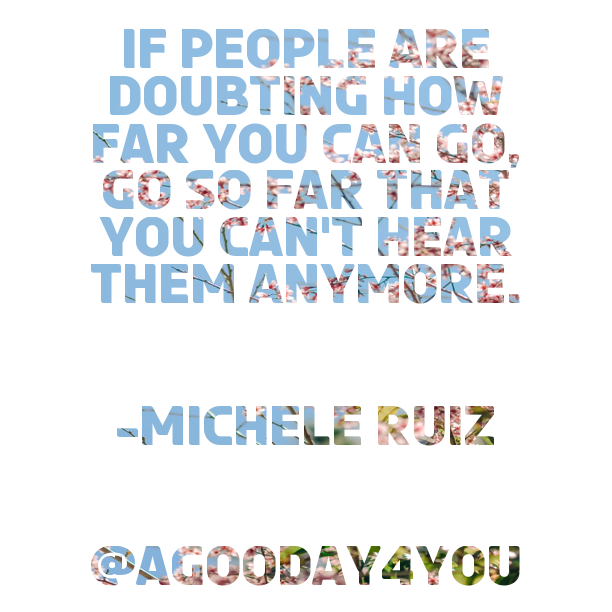 IF PEOPLE ARE
DOUBTING HOW
FAR YOU CAN GO,
GO SO FAR THAT
YOU CAN'T HEAR
THEM ANYMORE.
-MICHELE RUIZ
@AGOODAY4YOU